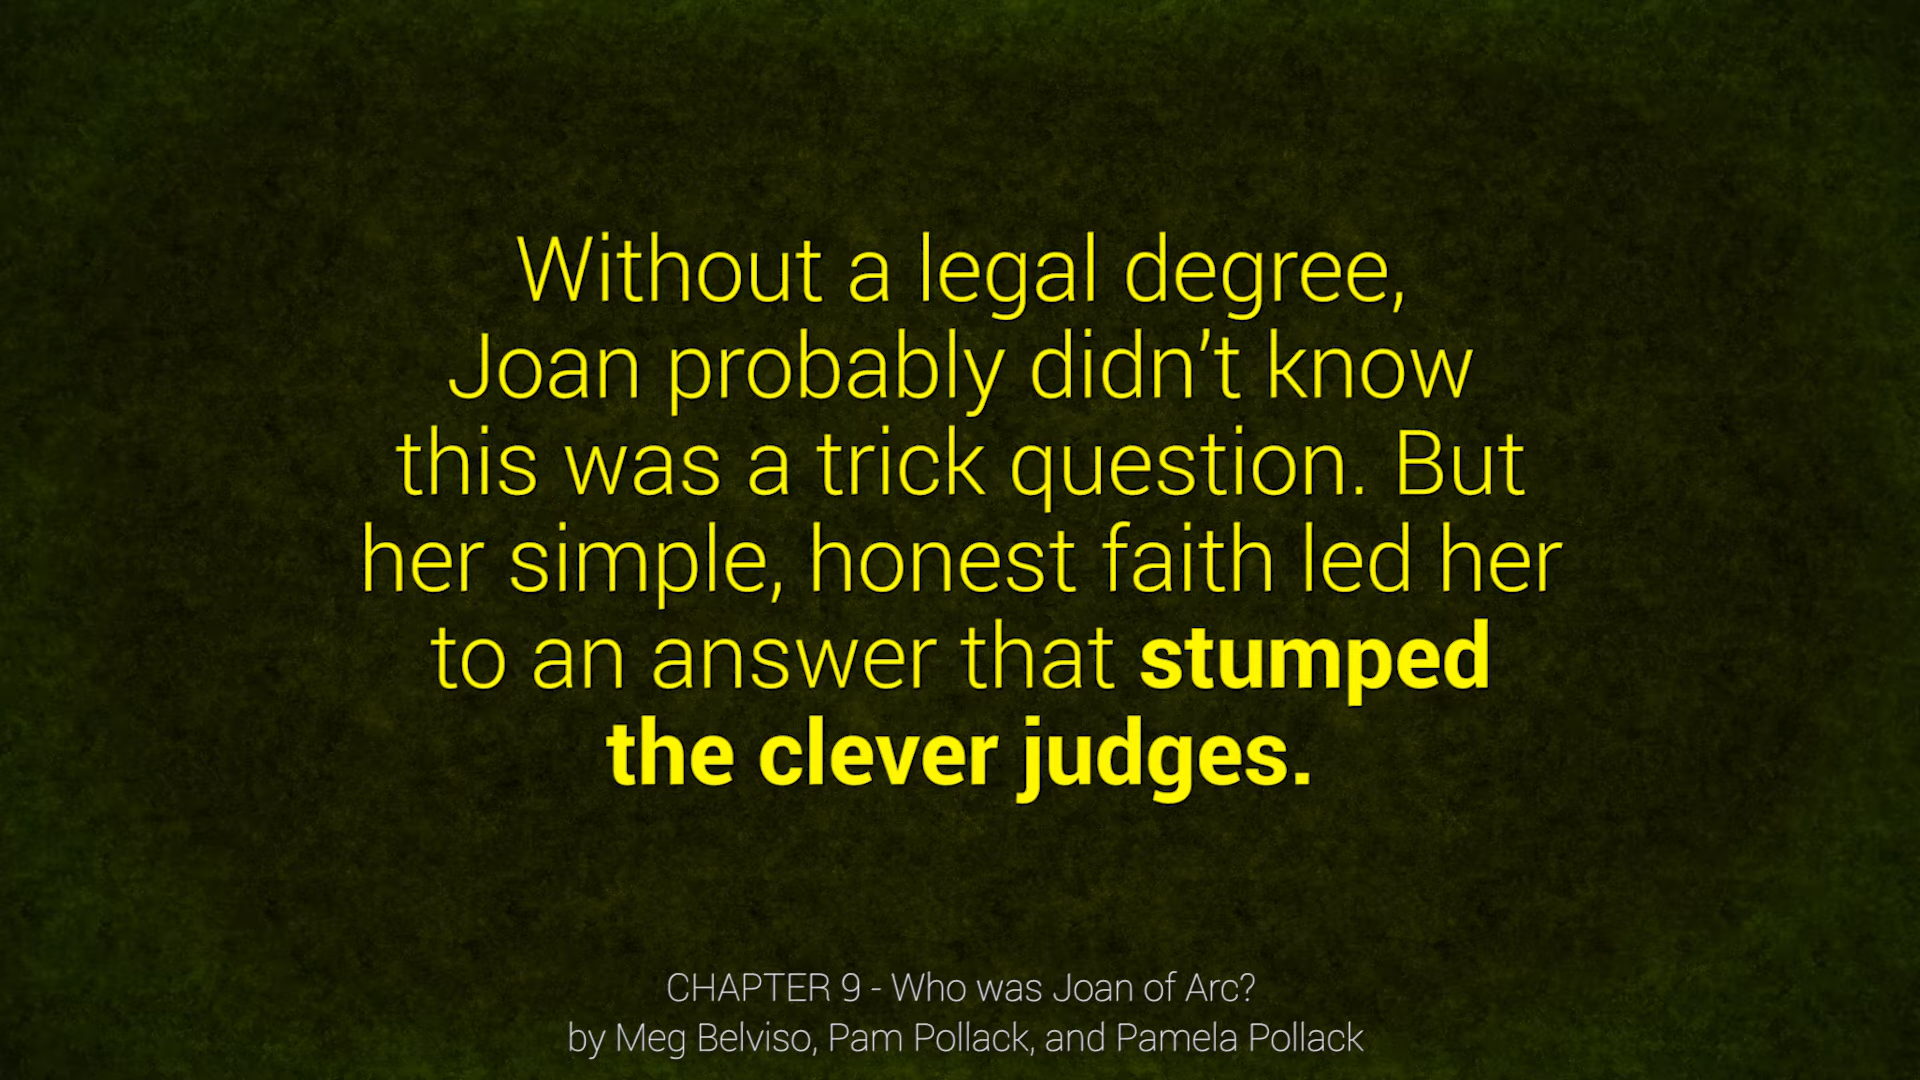 Without a legal degree,
Joan probably didn’t know
this was a trick question. But
her simple, honest faith led her
to an answer that stumped
the clever judges.
CHAPTER 9 - Who was Joan of Arc?
by Meg Belviso, Pam Pollack, and Pamela Pollack